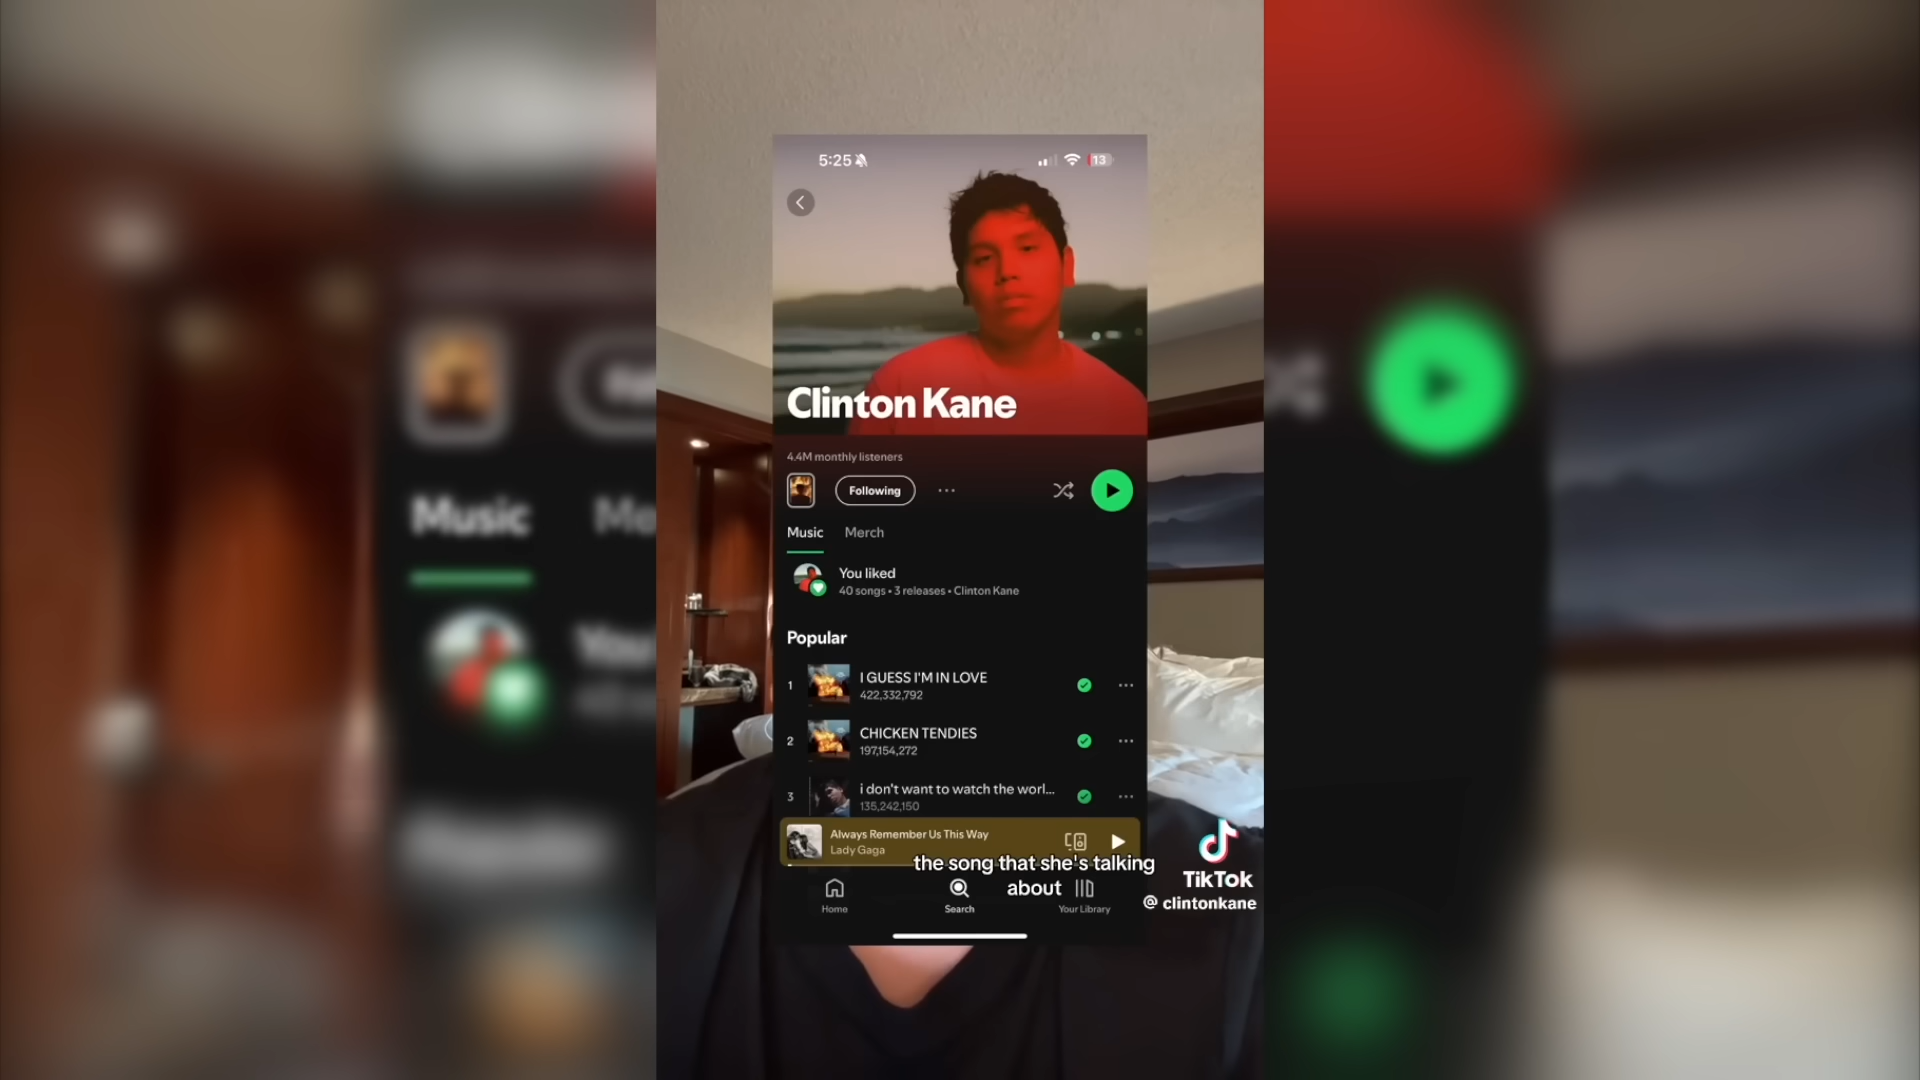 5:25
13
Clinton Kane
4.4M monthly listeners
Following
Music
Merch
You liked
40 songs • 3 releases • Clinton Kane
Popular
1
I GUESS I'M IN LOVE
422,332,792
2
CHICKEN TENDIES
197,154,272
3
i don't want to watch the worl...
135,242,150
Always Remember Us This Way
Lady Gaga
the song that she's talking
about
Home
Search
Your Library
TikTok
@ clintonkane
Music